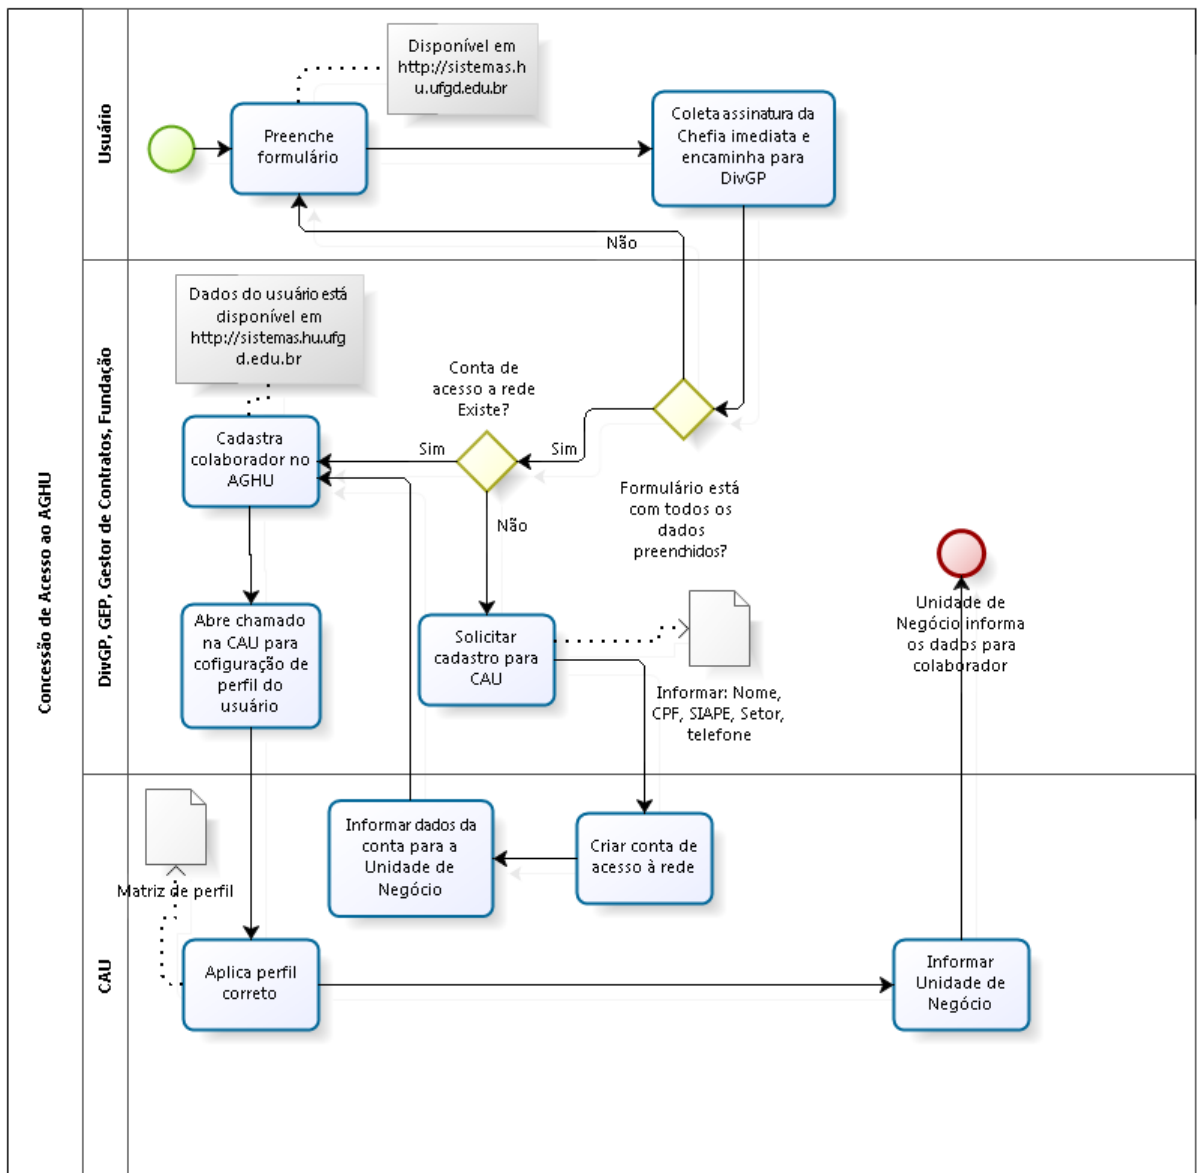 Concessão de Acesso ao AGHU
Usuário
Disponível em
http://sistemas.h
u.ufgd.edu.br
Preenche
formulário
Coleta assinatura da
Chefia imediata e
encaminha para
DivGP
Não
DivGP, GEP, Gestor de Contratos, Fundação
Dados do usuário está
disponível em
http://sistemas.hu.ufg
d.edu.br
Conta de
acesso a rede
Existe?
Cadastra
colaborador no
AGHU
Sim
Sim
Formulário está
com todos os
dados
preenchidos?
Não
Abre chamado
na CAU para
cofiguração de
perfil do
usuário
Solicitar
cadastro para
CAU
Informar: Nome,
CPF, SIAPE, Setor,
telefone
Unidade de
Negócio informa
os dados para
colaborador
CAU
Matriz de perfil
Informar dados da
conta para a
Unidade de
Negócio
Criar conta de
acesso à rede
Aplica perfil
correto
Informar
Unidade de
Negócio